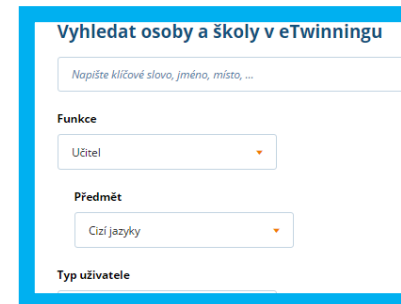 Vyhledat osoby a školy v eTwinningu
Napište klíčové slovo, jméno, místo, ...
Funkce
Učitel
Předmět
Cizí jazyky
Typ uživatele